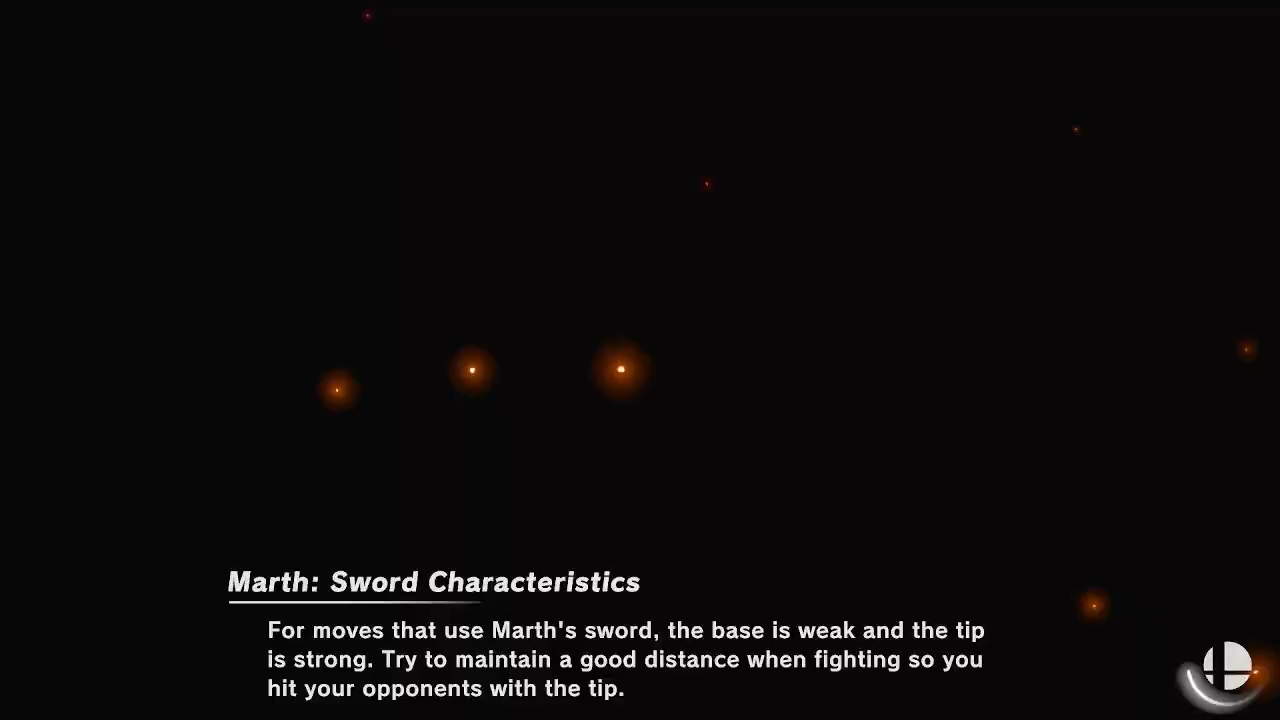 Marth: Sword Characteristics
For moves that use Marth's sword, the base is weak and the tip
is strong. Try to maintain a good distance when fighting so you
hit your opponents with the tip.